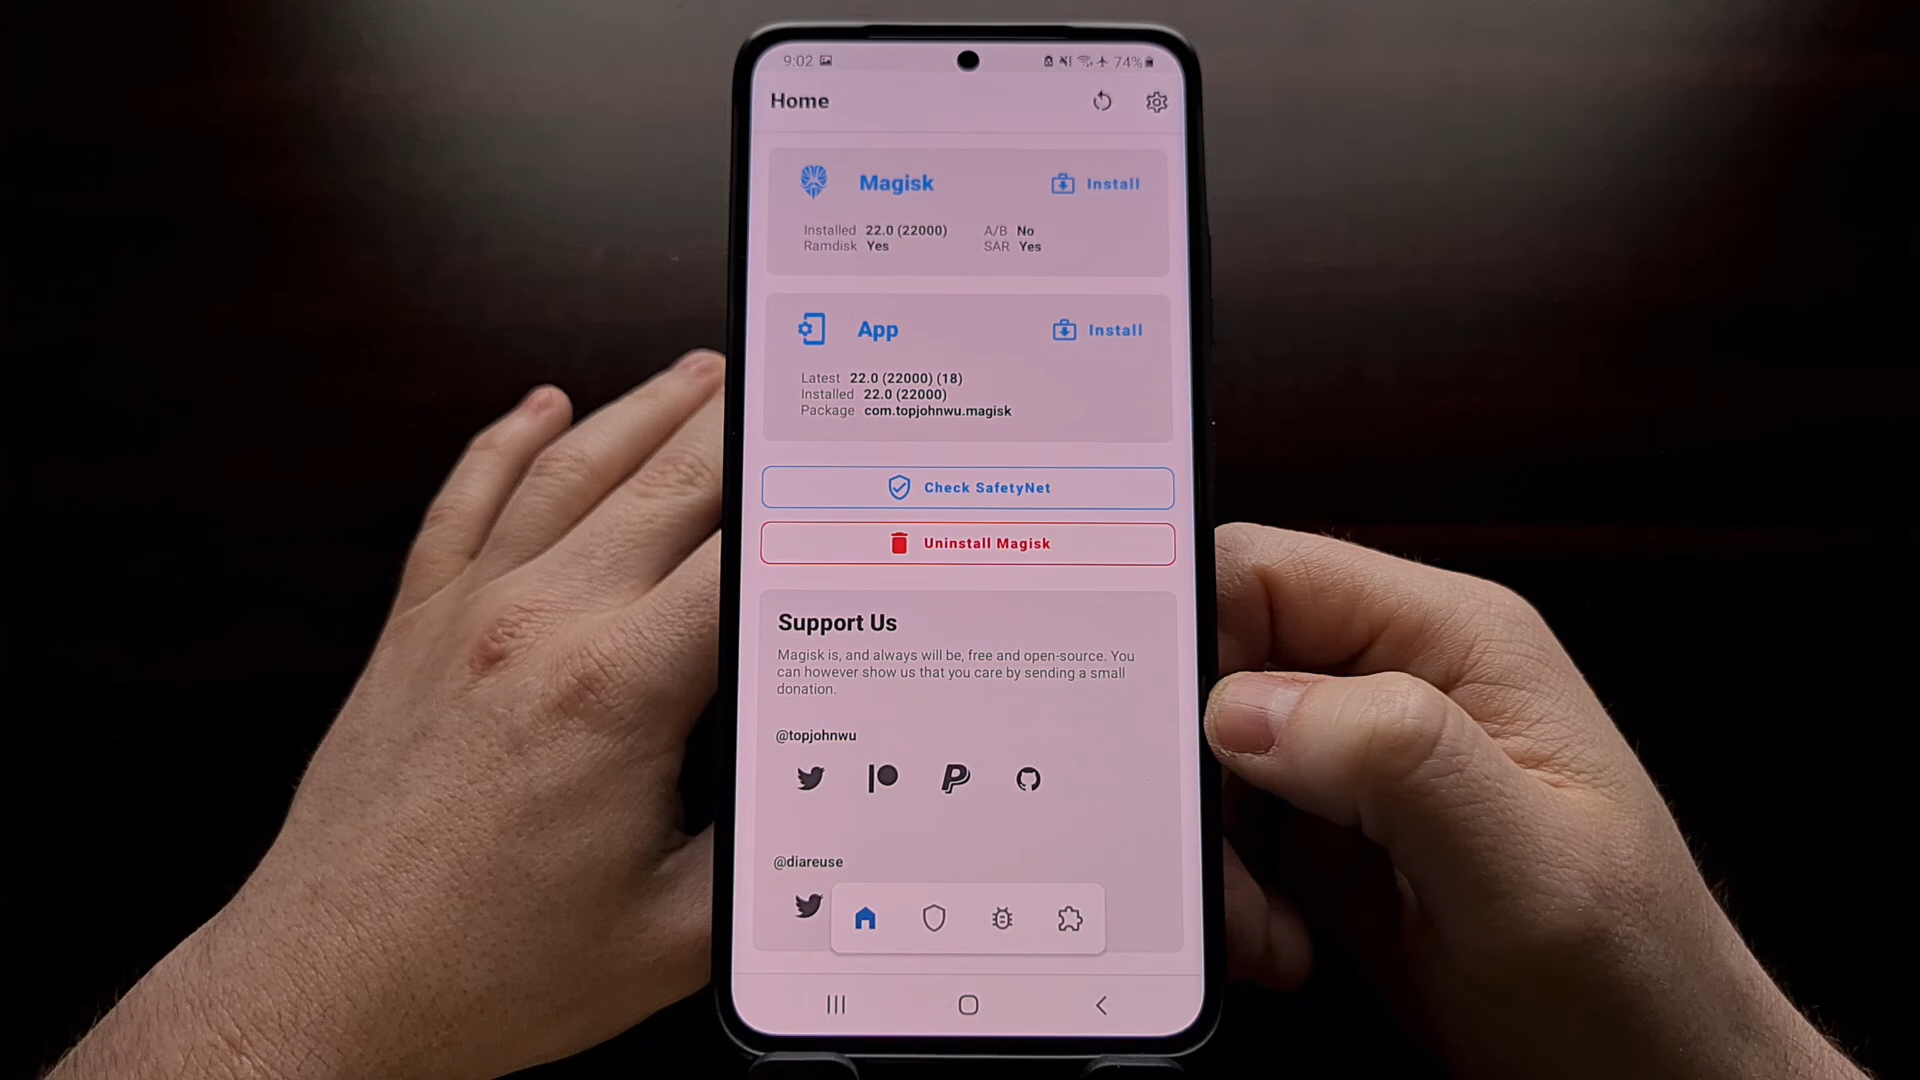 9:02
74%
Home
Magisk
Install
Installed 22.0 (22000)
A/B No
Ramdisk Yes
SAR Yes
App
Install
Latest 22.0 (22000) (18)
Installed 22.0 (22000)
Package com.topjohnwu.magisk
Check SafetyNet
Uninstall Magisk
Support Us
Magisk is, and always will be, free and open-source. You
can however show us that you care by sending a small
donation.
@topjohnwu
@diareuse